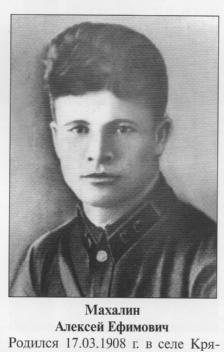 Махалин
Алексей Ефимович
Родился 17.03.1908 г. в селе Кря-